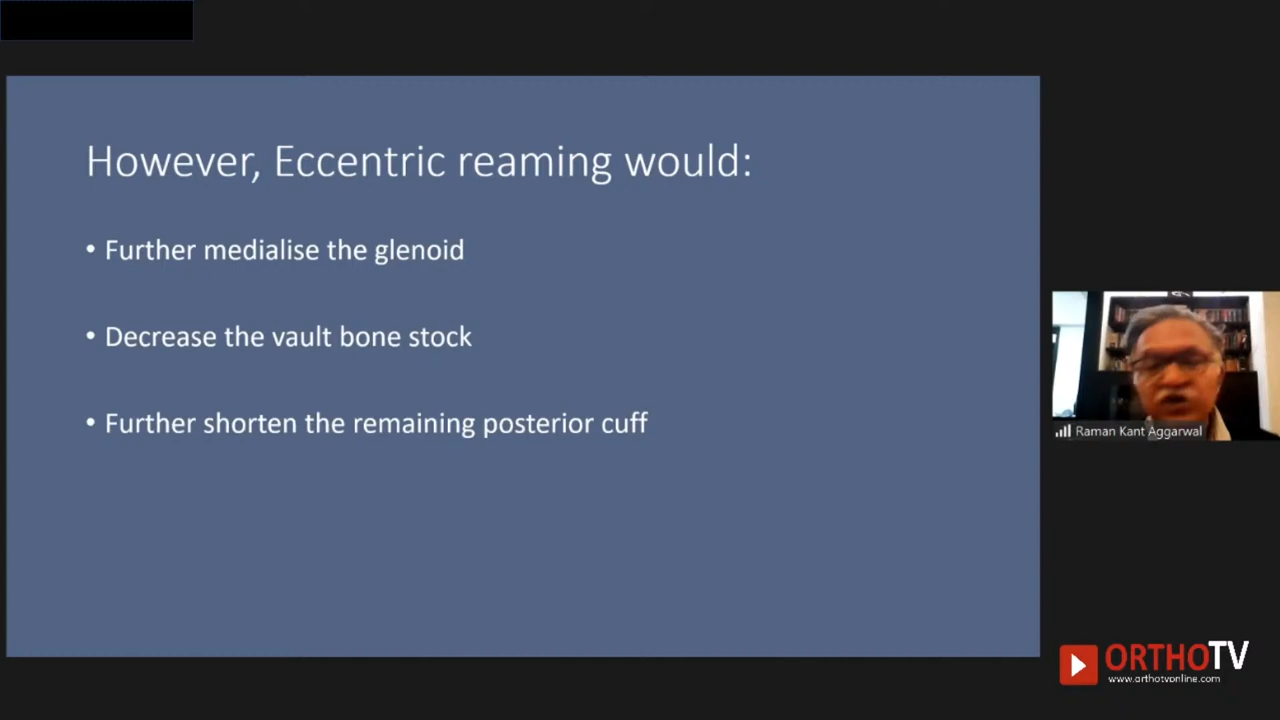 However, Eccentric reaming would:
• Further medialise the glenoid
• Decrease the vault bone stock
• Further shorten the remaining posterior cuff
Raman Kant Aggarwal
ORTHOTV
www.orthotvonline.com